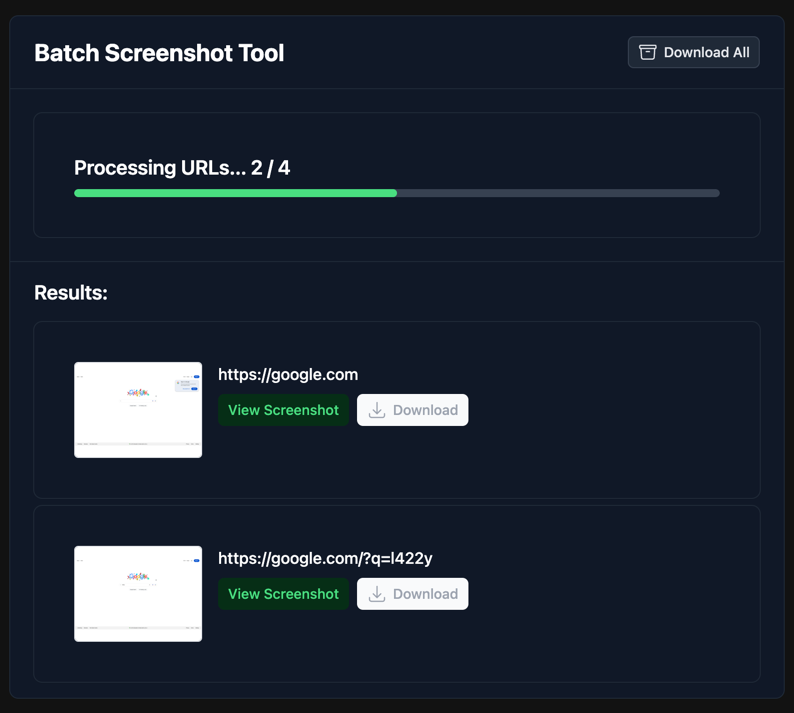 Batch Screenshot Tool
Download All
Processing URLs... 2 / 4
Results:
https://google.com
View Screenshot
Download
https://google.com/?q=l422y
View Screenshot
Download